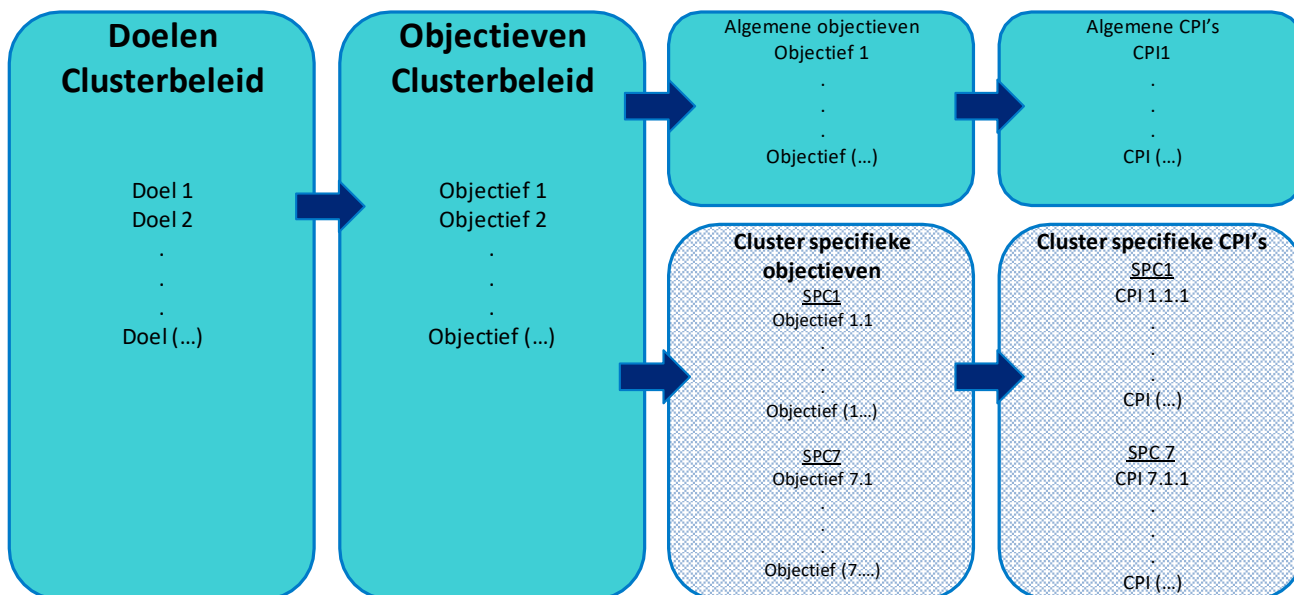 Doelen
Clusterbeleid
Doel 1
Doel 2
.
.
.
Doel (...)
Objectieven
Clusterbeleid
Objectief 1
Objectief 2
.
.
.
Objectief (...)
Algemene objectieven
Objectief 1
.
.
.
Objectief (...)
Algemene CPI's
CPI1
.
.
.
CPI (...)
Cluster specifieke
objectieven
SPC1
Objectief 1.1
.
.
.
Objectief (1...)
SPC7
Objectief 7.1
.
.
.
Objectief (7....)
Cluster specifieke CPI's
SPC1
CPI 1.1.1
.
.
.
CPI (...)
SPC 7
CPI 7.1.1
.
.
.
CPI (...)